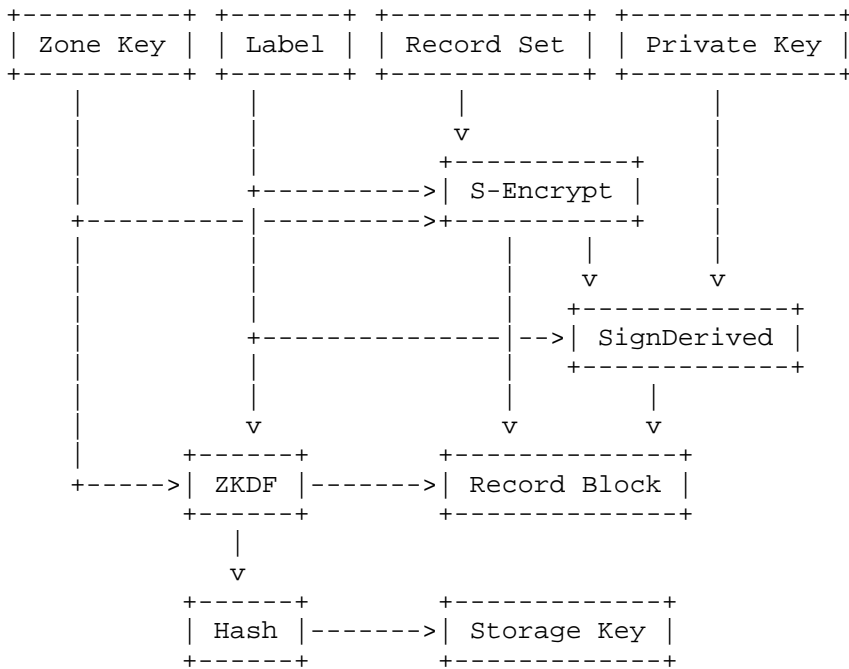 Zone Key | Label | Record Set | Private Key
S-Encrypt
SignDerived
ZKDF | Record Block
Hash | Storage Key